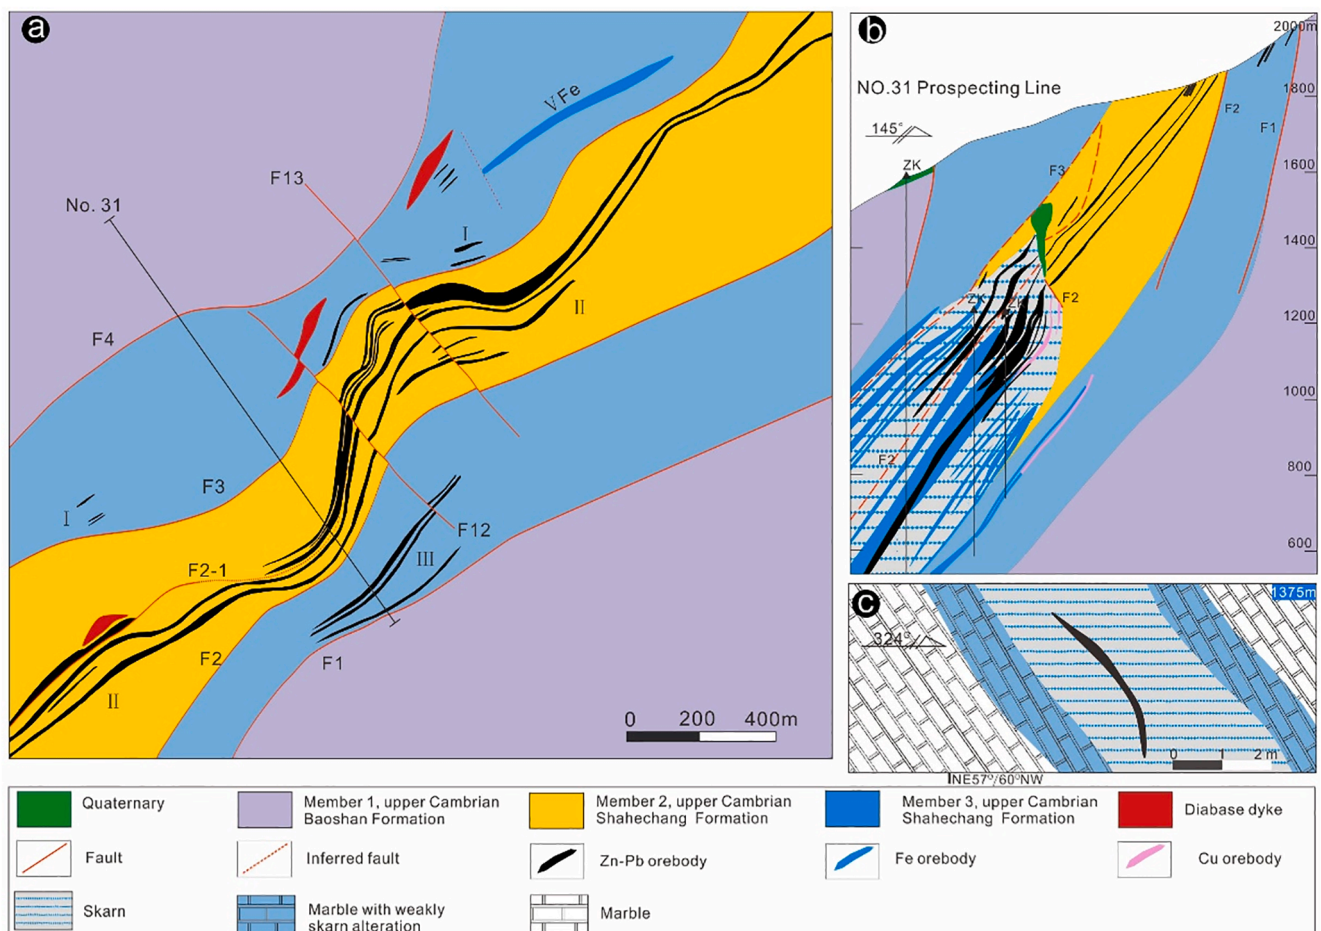 a
VFe
F13
No. 31
I
II
F4
F3
I
F12
III
F2-1
F2
F1
II
0 200 400m
b
2000m
NO.31 Prospecting Line
1800
F2
F1
145°
ZK
1600
F3
1400
ZK
F2
1200
1000
F2
800
600
c
1375m
324°
0 1 2 m
NE57°/60°NW
Quaternary
Member 1, upper Cambrian
Baoshan Formation
Member 2, upper Cambrian
Shahechang Formation
Member 3, upper Cambrian
Shahechang Formation
Diabase dyke
Fault
Inferred fault
Zn-Pb orebody
Fe orebody
Cu orebody
Skarn
Marble with weakly
skarn alteration
Marble